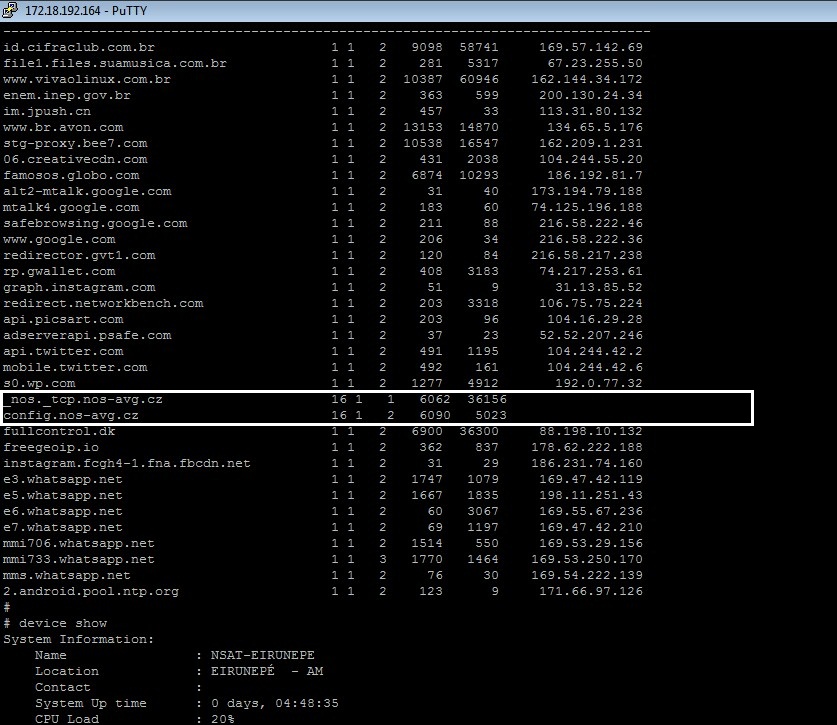 172.18.192.164 - PuTTY
--------------------------------------------------------------------------------
id.cifraclub.com.br 1 1 2 9098 58741 169.57.142.69
file1.files.suamusica.com.br 1 1 2 281 5317 67.23.255.50
www.vivaolinux.com.br 1 1 2 10387 60946 162.144.34.172
enem.inep.gov.br 1 1 2 363 599 200.130.24.34
im.jpush.cn 1 1 2 457 33 113.31.80.132
www.br.avon.com 1 1 2 13153 14870 134.65.5.176
stg-proxy.bee7.com 1 1 2 10538 16547 162.209.1.231
06.creativecdn.com 1 1 2 431 2038 104.244.55.20
famosos.globo.com 1 1 2 6874 10293 186.192.81.7
alt2-mtalk.google.com 1 1 2 31 40 173.194.79.188
mtalk4.google.com 1 1 2 183 60 74.125.196.188
safebrowsing.google.com 1 1 2 211 88 216.58.222.46
www.google.com 1 1 2 206 34 216.58.222.36
redirector.gvt1.com 1 1 2 120 84 216.58.217.238
rp.gwallet.com 1 1 2 408 3183 74.217.253.61
graph.instagram.com 1 1 2 51 9 31.13.85.52
redirect.networkbench.com 1 1 2 203 3318 106.75.75.224
api.picsart.com 1 1 2 203 96 104.16.29.28
adserverapi.psafe.com 1 1 2 37 23 52.52.207.246
api.twitter.com 1 1 2 491 1195 104.244.42.2
mobile.twitter.com 1 1 2 492 161 104.244.42.6
s0.wp.com 1 1 2 1277 4912 192.0.77.32
_nos._tcp.nos-avg.cz 16 1 1 6062 36156
config.nos-avg.cz 16 1 2 6090 5023
fullcontrol.dk 1 1 2 6900 36300 88.198.10.132
freegeoip.io 1 1 2 362 837 178.62.222.188
instagram.fcgh4-1.fna.fbcdn.net 1 1 2 31 29 186.231.74.160
e3.whatsapp.net 1 1 2 1747 1079 169.47.42.119
e5.whatsapp.net 1 1 2 1667 1835 198.11.251.43
e6.whatsapp.net 1 1 2 60 3067 169.55.67.236
e7.whatsapp.net 1 1 2 69 1197 169.47.42.210
mmi706.whatsapp.net 1 1 2 1514 550 169.53.29.156
mmi733.whatsapp.net 1 1 3 1770 1464 169.53.250.170
mms.whatsapp.net 1 1 2 76 30 169.54.222.139
2.android.pool.ntp.org 1 1 2 123 9 171.66.97.126
#
# device show
System Information:
Name : NSAT-EIRUNEPE
Location : EIRUNEPÉ - AM
Contact :
System Up time : 0 days, 04:48:35
CPU Load : 20%